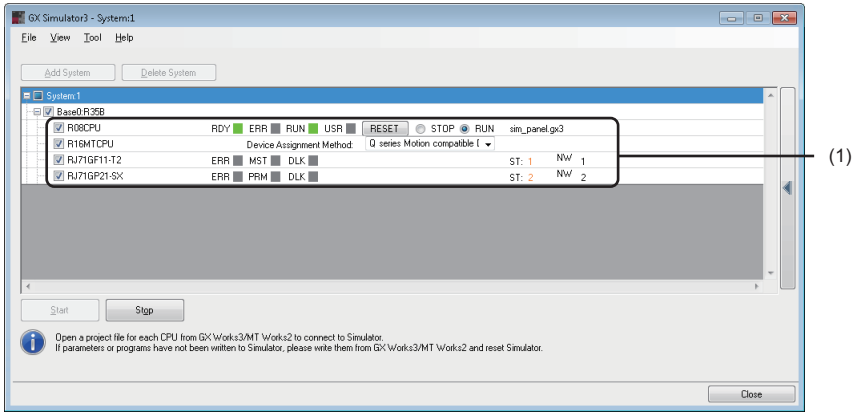 GX Simulator3 - System:1
File View Tool Help
Add System Delete System
System:1
Base0:R35B
R08CPU RDY ERR RUN USR RESET STOP RUN sim_panel.gx3
R16MTCPU Device Assignment Method: Q series Motion compatible [
RJ71GF11-T2 ERR MST DLK ST: 1 NW 1
RJ71GP21-SX ERR PRM DLK ST: 2 NW 2
(1)
Start Stop
Open a project file for each CPU from GX Works3/MT Works2 to connect to Simulator.
If parameters or programs have not been written to Simulator, please write them from GX Works3/MT Works2 and reset Simulator.
Close